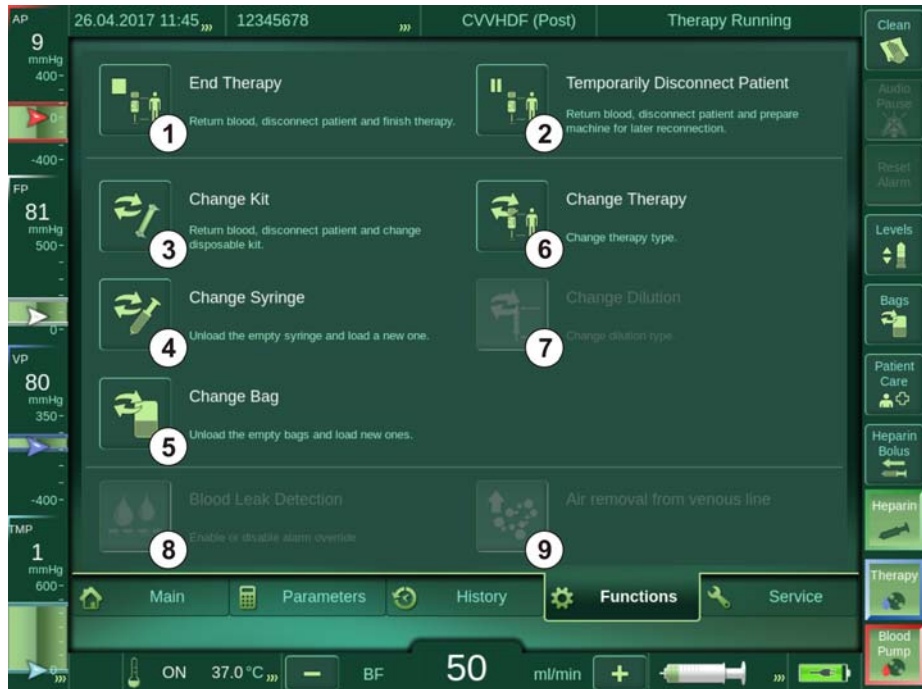 AP
9
mmHg
400
0
-400
FP
81
mmHg
500
0
VP
80
mmHg
350
-400
TMP
1
mmHg
600
0
26.04.2017 11:45
12345678
CVVHDF (Post)
Therapy Running
End Therapy
Return blood, disconnect patient and finish therapy.
1
Temporarily Disconnect Patient
Return blood, disconnect patient and prepare
machine for later reconnection.
2
Change Kit
Return blood, disconnect patient and change
disposable kit.
3
Change Therapy
Change therapy type.
6
Change Syringe
Unload the empty syringe and load a new one.
4
Change Dilution
Change dilution type.
7
Change Bag
Unload the empty bags and load new ones.
5
Blood Leak Detection
Enable or disable alarm override
8
Air removal from venous line
9
Main
Parameters
History
Functions
Service
ON
37.0 °C
BF
50
ml/min
Clean
Audio
Pause
Reset
Alarm
Levels
Bags
Patient
Care
Heparin
Bolus
Heparin
Therapy
Blood
Pump